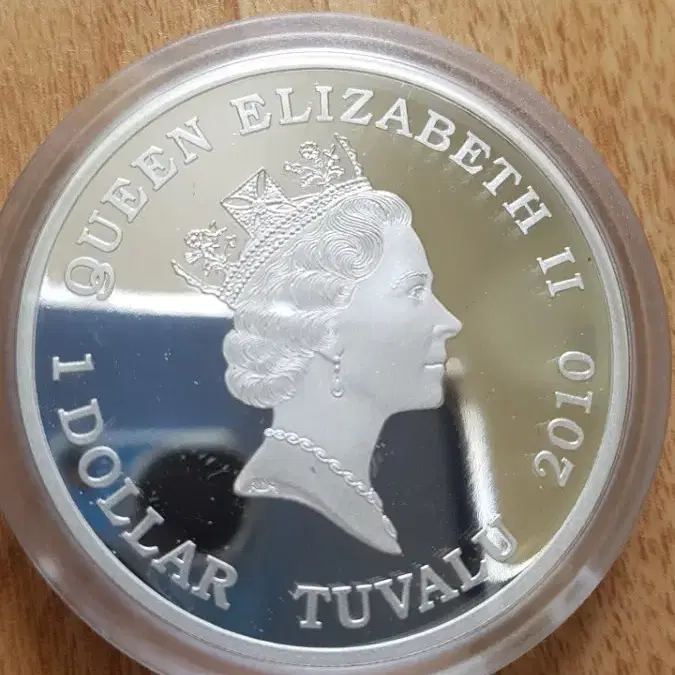 QUEEN ELIZABETH II 2010
1 DOLLAR TUVALU